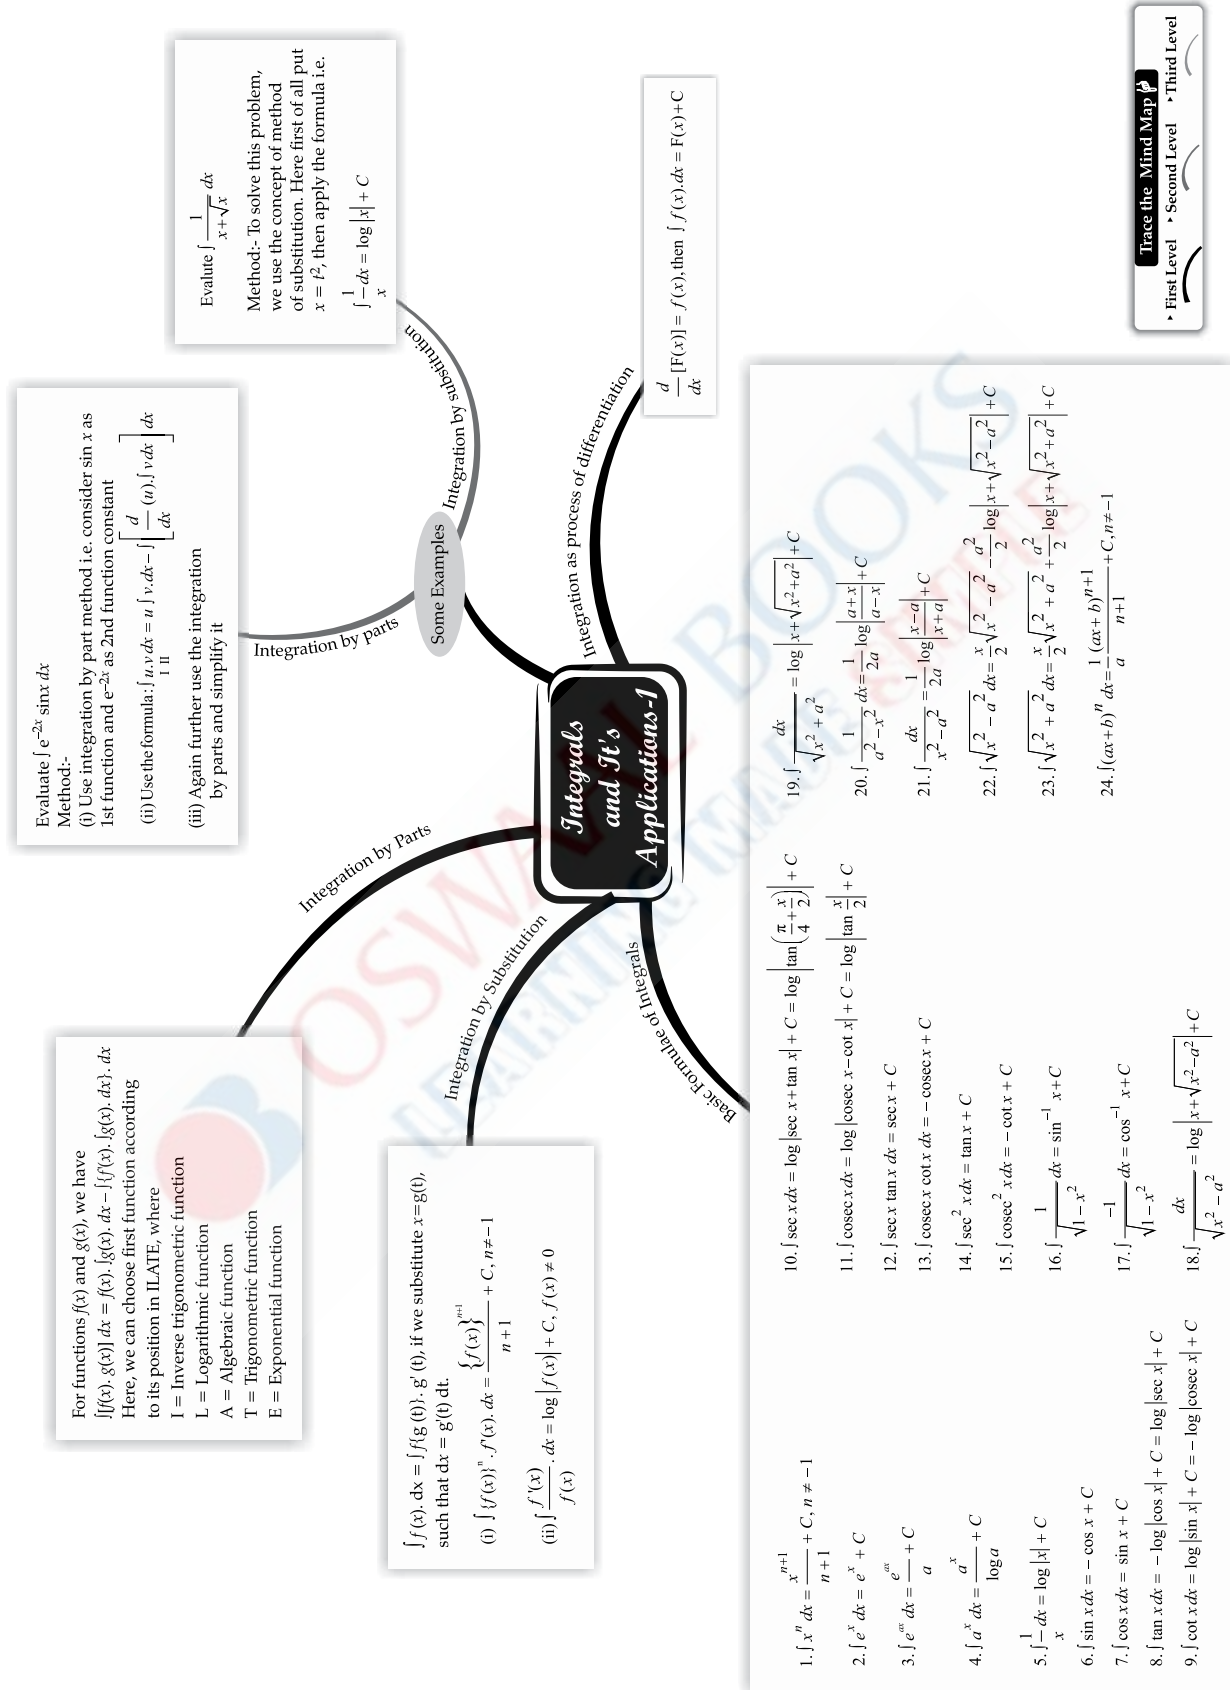 Evaluate ∫ e⁻²ˣ sinx dx
Method:-
(i) Use integration by part method i.e. consider sin x as
1st function and e⁻²ˣ as 2nd function constant
(ii) Use the formula : ∫ u.v dx = u ∫ v.dx − ∫ [d/dx (u).∫ v dx] dx
I II
(iii) Again further use the integration
by parts and simplify it
Integration by parts
Evalute ∫ 1/(x+√x) dx
Method:- To solve this problem,
we use the concept of method
of substitution. Here first of all put
x = t², then apply the formula i.e.
∫ 1/x dx = log |x| + C
Integration by substitution
Some Examples
For functions f(x) and g(x), we have
∫[f(x). g(x)] dx = f(x). ∫g(x). dx − ∫{f'(x). ∫g(x). dx}. dx
Here, we can choose first function according
to its position in ILATE, where
I = Inverse trigonometric function
L = Logarithmic function
A = Algebraic function
T = Trigonometric function
E = Exponential function
Integration by Parts
∫ f (x). dx = ∫ f{g (t)}. g' (t), if we substitute x=g(t),
such that dx = g'(t) dt.
(i) ∫ {f (x)}ⁿ . f'(x). dx = {f (x)}ⁿ⁺¹/(n+1) + C, n≠−1
(ii) ∫ f '(x)/f (x) . dx = log |f (x)| + C, f (x) ≠ 0
Integration by Substitution
Integrals
and It's
Applications-1
Integration as process of differentiation
d/dx [F(x)] = f (x), then ∫ f (x).dx = F(x)+C
Basic Formulae of Integrals
1. ∫ xⁿ dx = xⁿ⁺¹/(n+1) + C, n ≠ −1
2. ∫ eˣ dx = eˣ + C
3. ∫ eᵃˣ dx = eᵃˣ/a + C
4. ∫ aˣ dx = aˣ/log a + C
5. ∫ 1/x dx = log |x| + C
6. ∫ sin x dx = − cos x + C
7. ∫ cos x dx = sin x + C
8. ∫ tan x dx = − log |cos x| + C = log |sec x| + C
9. ∫ cot x dx = log |sin x| + C = − log |cosec x| + C
10. ∫ sec x dx = log |sec x + tan x| + C = log |tan(π/4 + x/2)| + C
11. ∫ cosec x dx = log |cosec x−cot x| + C = log |tan x/2| + C
12. ∫ sec x tan x dx = sec x + C
13. ∫ cosec x cot x dx = − cosec x + C
14. ∫ sec² x dx = tan x + C
15. ∫ cosec² x dx = − cot x + C
16. ∫ 1/√(1−x²) dx = sin⁻¹ x+C
17. ∫ −1/√(1−x²) dx = cos⁻¹ x+C
18. ∫ dx/√(x² − a²) = log |x+√(x²−a²)| + C
19. ∫ dx/√(x² + a²) = log |x+√(x²+a²)| +C
20. ∫ 1/(a²−x²) dx = 1/2a log |(a+x)/(a−x)| +C
21. ∫ dx/(x²−a²) = 1/2a log |(x−a)/(x+a)| +C
22. ∫ √(x² − a²) dx = x/2 √(x² − a²) − a²/2 log |x+√(x²−a²)| +C
23. ∫ √(x² + a²) dx = x/2 √(x² + a²) + a²/2 log |x+√(x²+a²)| +C
24. ∫ (ax+b)ⁿ dx = 1/a (ax+b)ⁿ⁺¹/(n+1) +C, n≠−1
Trace the Mind Map
First Level Second Level Third Level
OSWAAL BOOKS
LEARNING MADE SIMPLE